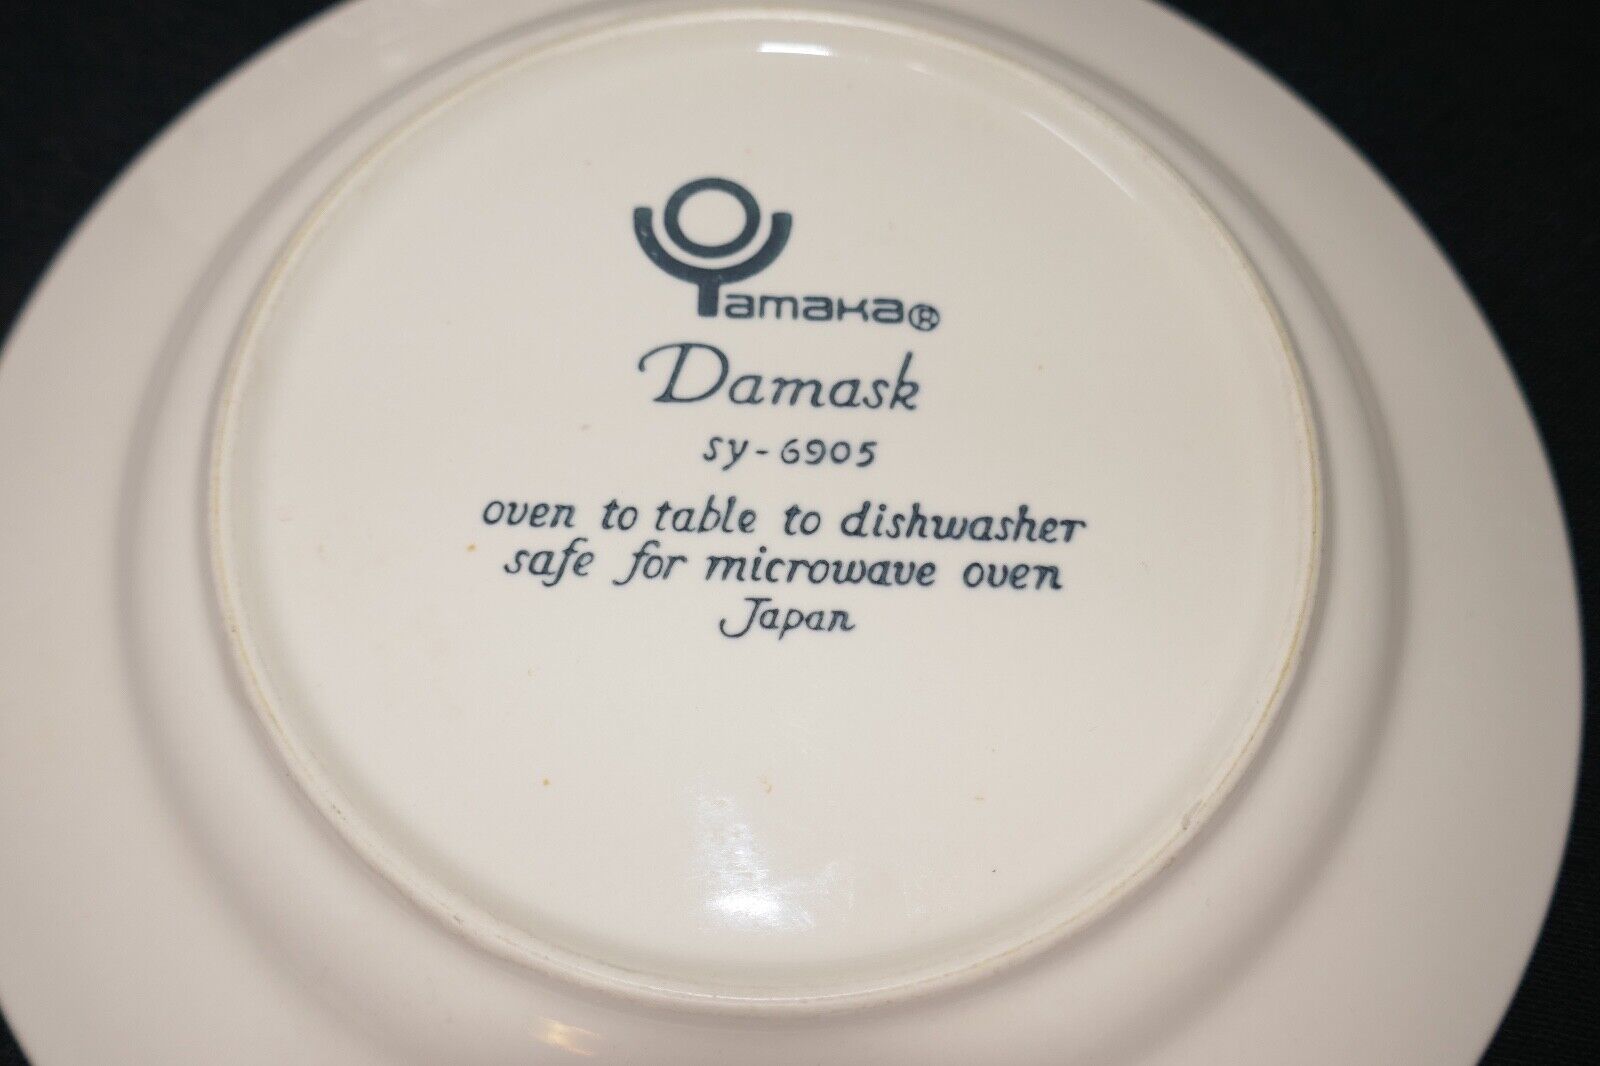 Yamaka®
Damask
SY-6905
oven to table to dishwasher
safe for microwave oven
Japan